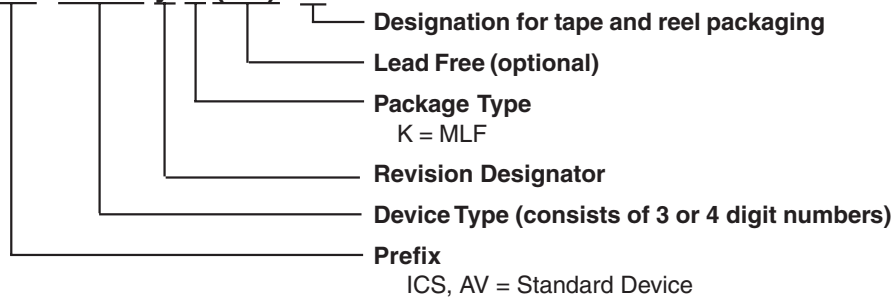 Designation for tape and reel packaging
Lead Free (optional)
Package Type
K = MLF
Revision Designator
Device Type (consists of 3 or 4 digit numbers)
Prefix
ICS, AV = Standard Device